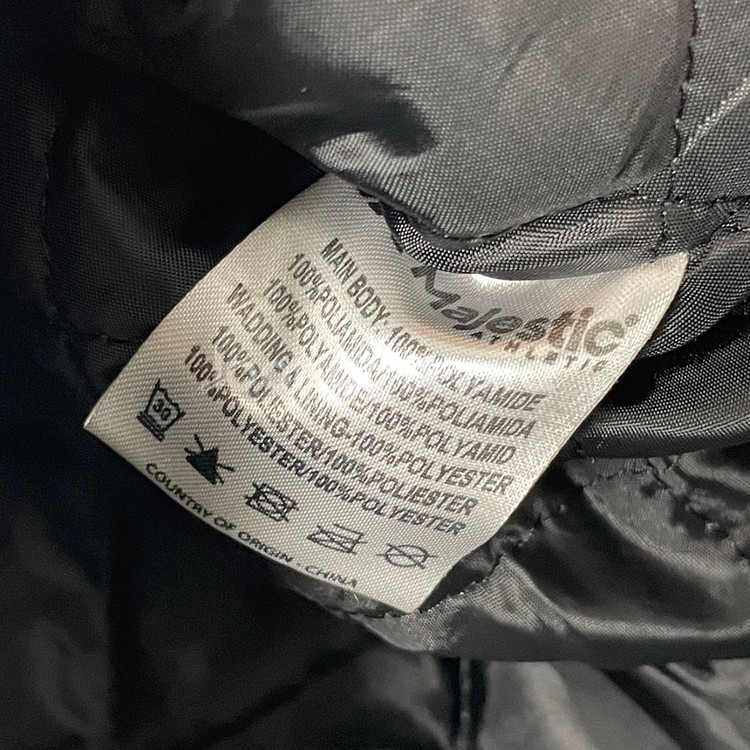 Majestic®
ATHLETIC
MAIN BODY: 100%POLYAMIDE
100%POLIAMIDA/100%POLIAMIDA
100%POLYAMIDE/100%POLYAMID
WADDING & LINING-100%POLYESTER
100%POLIESTER/100%POLIESTER
100%POLYESTER/100%POLYESTER
30
COUNTRY OF ORIGIN - CHINA